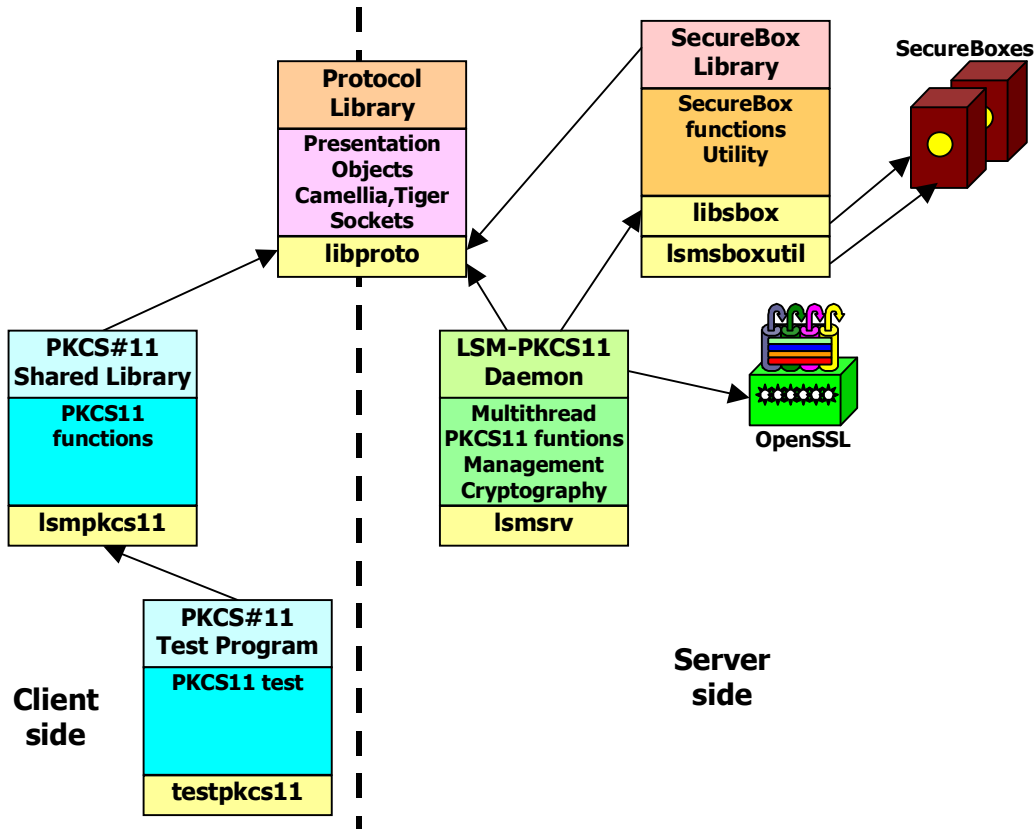 Protocol
Library
Presentation
Objects
Camellia,Tiger
Sockets
libproto
SecureBox
Library
SecureBox
functions
Utility
libsbox
lsmsboxutil
SecureBoxes
PKCS#11
Shared Library
PKCS11
functions
lsmpkcs11
LSM-PKCS11
Daemon
Multithread
PKCS11 funtions
Management
Cryptography
lsmsrv
OpenSSL
PKCS#11
Test Program
PKCS11 test
testpkcs11
Client
side
Server
side